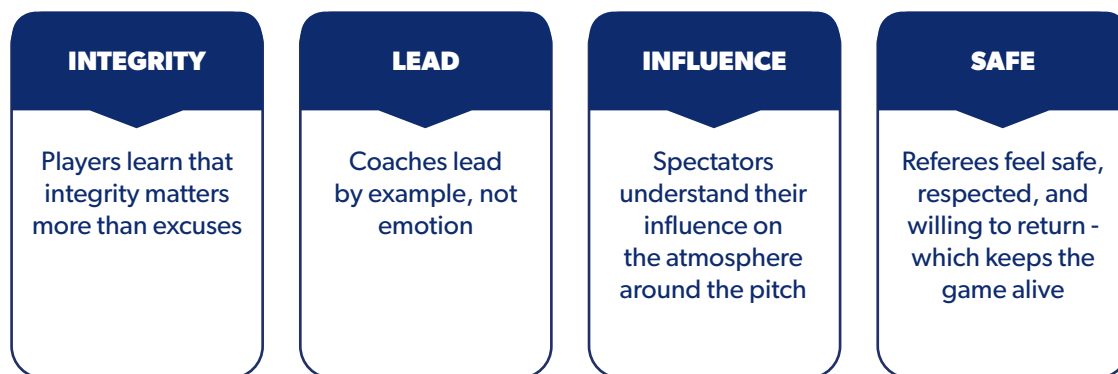 INTEGRITY
Players learn that
integrity matters
more than excuses
LEAD
Coaches lead
by example, not
emotion
INFLUENCE
Spectators
understand their
influence on
the atmosphere
around the pitch
SAFE
Referees feel safe,
respected, and
willing to return -
which keeps the
game alive